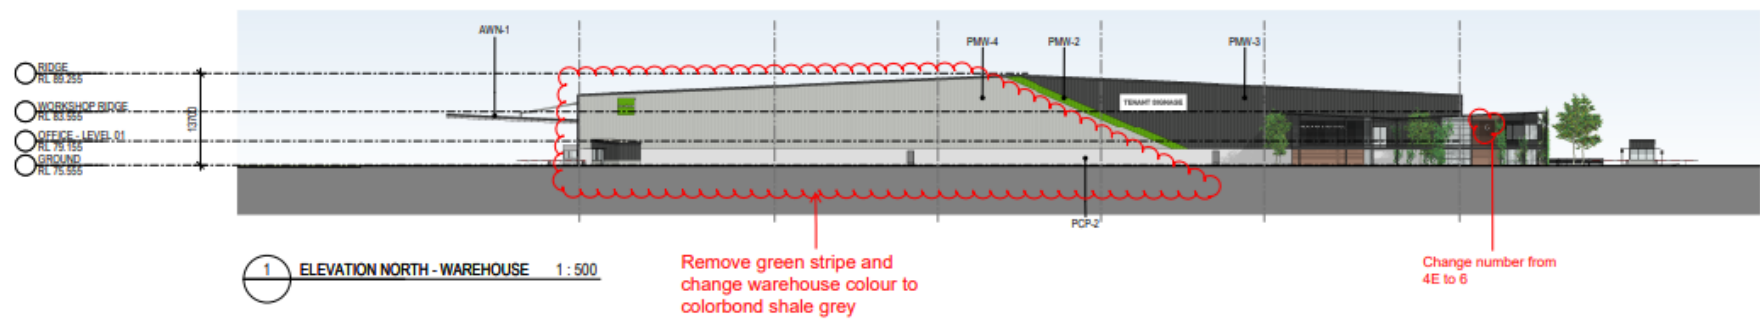 AWN-1
PMW-4
PMW-2
PMW-3
RIDGE
RL 89.255
WORKSHOP RIDGE
RL 83.555
OFFICE - LEVEL 01
RL 79.155
GROUND
RL 75.555
13700
TENANT SIGNAGE
PCP-2
1
ELEVATION NORTH - WAREHOUSE 1 : 500
Remove green stripe and
change warehouse colour to
colorbond shale grey
Change number from
4E to 6